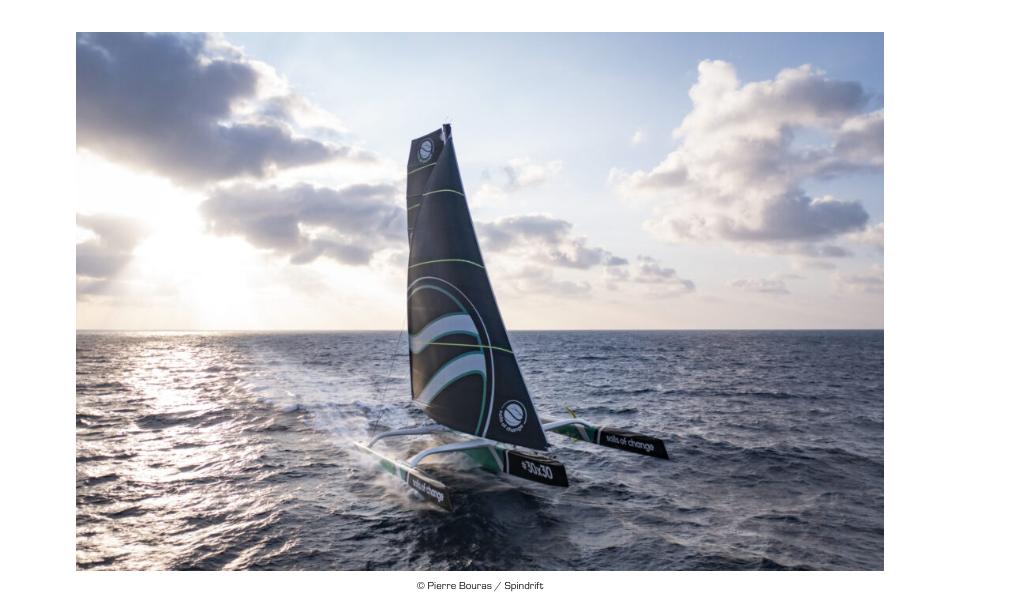 sails of change
sails of change
#30x30
sails of change
© Pierre Bouras / Spindrift